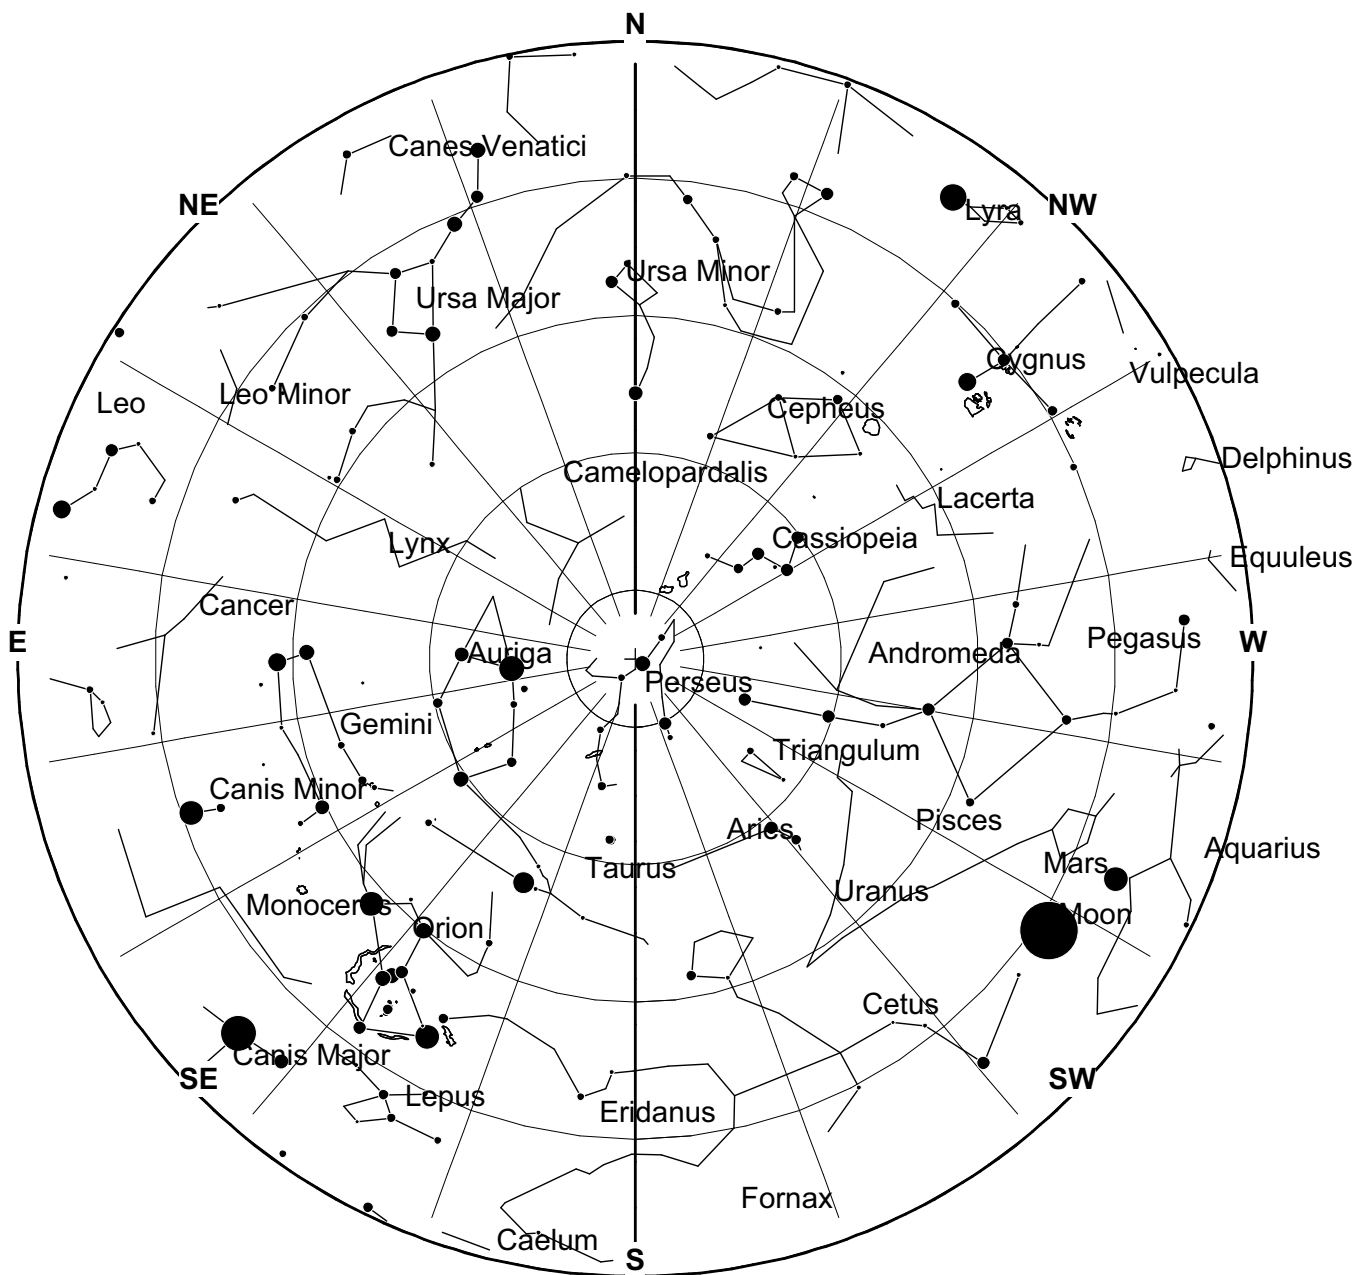 N
Canes Venatici
NE
Lyra
NW
Ursa Minor
Ursa Major
Cygnus
Vulpecula
Leo
Leo Minor
Cepheus
Camelopardalis
Delphinus
Lacerta
Lynx
Cassiopeia
Equuleus
Cancer
E
Auriga
Andromeda
Pegasus
W
Perseus
Gemini
Triangulum
Canis Minor
Aries
Pisces
Taurus
Mars
Aquarius
Uranus
Monoceros
Orion
Moon
Cetus
Canis Major
SE
SW
Lepus
Eridanus
Fornax
Caelum
S